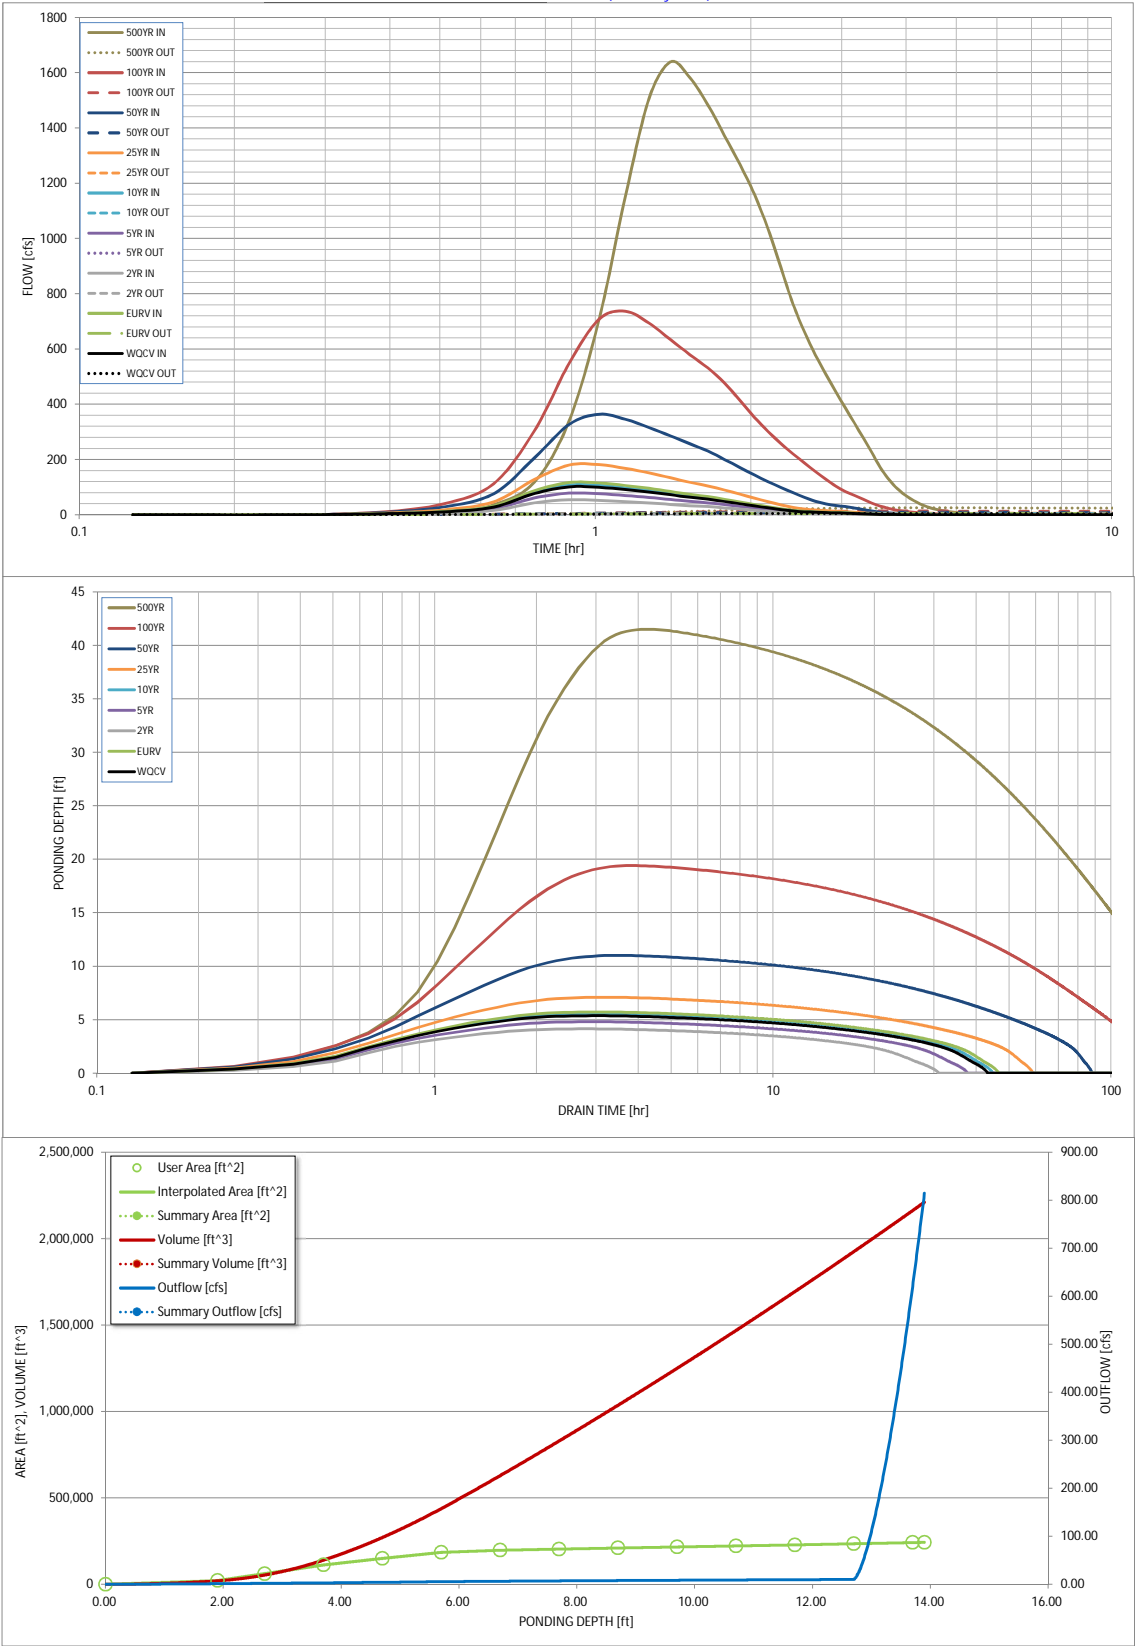 1800
1600
1400
1200
1000
800
600
400
200
0
FLOW [cfs]
500YR IN
500YR OUT
100YR IN
100YR OUT
50YR IN
50YR OUT
25YR IN
25YR OUT
10YR IN
10YR OUT
5YR IN
5YR OUT
2YR IN
2YR OUT
EURV IN
EURV OUT
WQCV IN
WQCV OUT
0.1 1 10
TIME [hr]
45
40
35
30
25
20
15
10
5
0
PONDING DEPTH [ft]
500YR
100YR
50YR
25YR
10YR
5YR
2YR
EURV
WQCV
0.1 1 10 100
DRAIN TIME [hr]
2,500,000
2,000,000
1,500,000
1,000,000
500,000
0
AREA [ft^2], VOLUME [ft^3]
User Area [ft^2]
Interpolated Area [ft^2]
Summary Area [ft^2]
Volume [ft^3]
Summary Volume [ft^3]
Outflow [cfs]
Summary Outflow [cfs]
900.00
800.00
700.00
600.00
500.00
400.00
300.00
200.00
100.00
0.00
OUTFLOW [cfs]
0.00 2.00 4.00 6.00 8.00 10.00 12.00 14.00 16.00
PONDING DEPTH [ft]